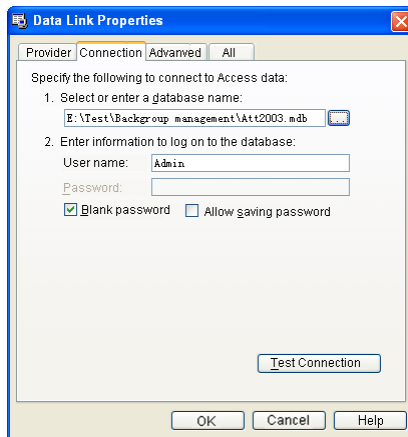 Data Link Properties
Provider Connection Advanved All
Specify the following to connect to Access data:
1. Select or enter a database name:
E:\Test\Backgroup management\Att2003.mdb ...
2. Enter information to log on to the database:
User name: Admin
Password:
Blank password Allow saving password
Test Connection
OK Cancel Help